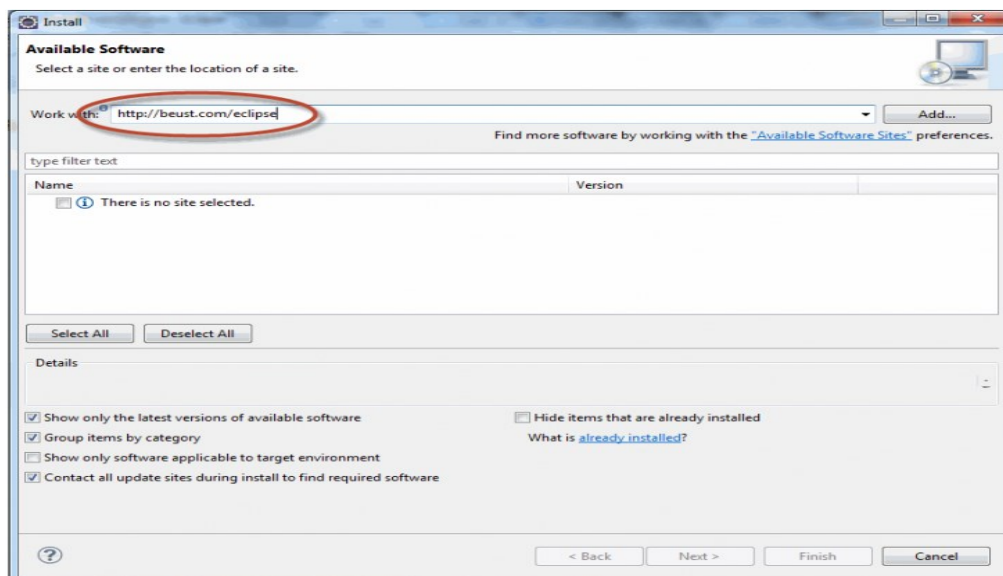 Install
Available Software
Select a site or enter the location of a site.
Work with: http://beust.com/eclipse Add...
Find more software by working with the "Available Software Sites" preferences.
type filter text
Name Version
There is no site selected.
Select All Deselect All
Details
Show only the latest versions of available software Hide items that are already installed
Group items by category What is already installed?
Show only software applicable to target environment
Contact all update sites during install to find required software
< Back Next > Finish Cancel